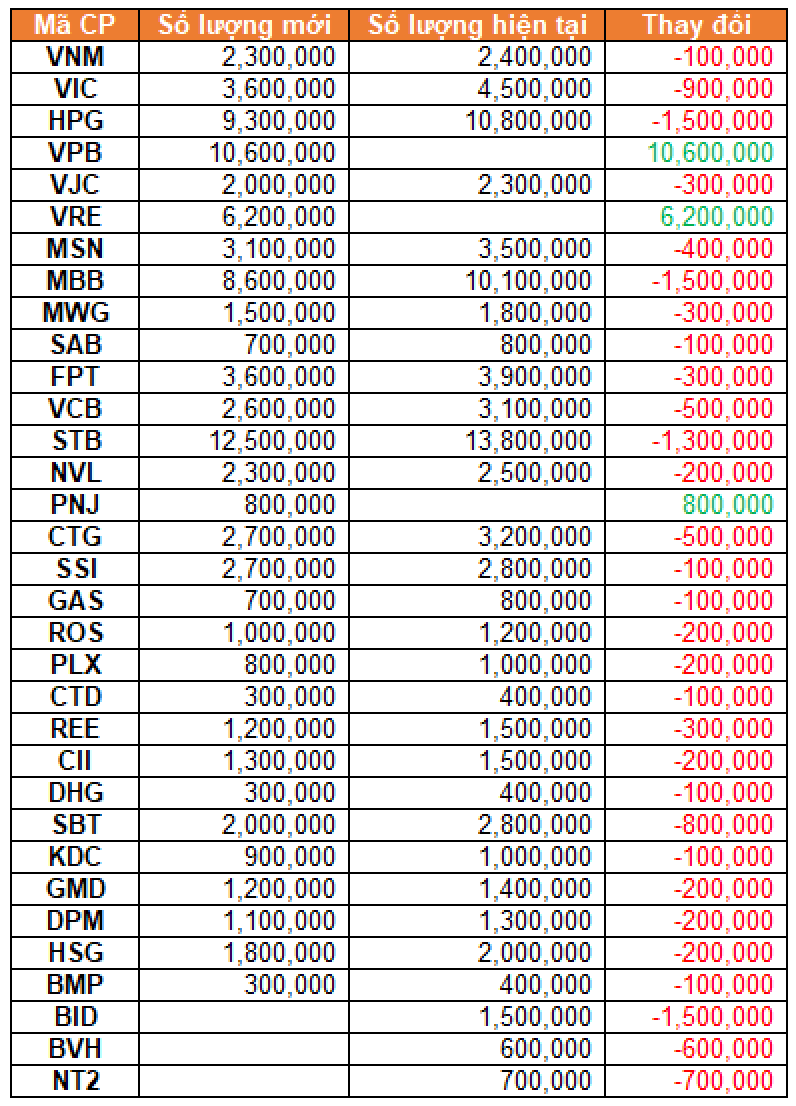 Mã CP Số lượng mới Số lượng hiện tại Thay đổi
VNM 2,300,000 2,400,000 -100,000
VIC 3,600,000 4,500,000 -900,000
HPG 9,300,000 10,800,000 -1,500,000
VPB 10,600,000 10,600,000
VJC 2,000,000 2,300,000 -300,000
VRE 6,200,000 6,200,000
MSN 3,100,000 3,500,000 -400,000
MBB 8,600,000 10,100,000 -1,500,000
MWG 1,500,000 1,800,000 -300,000
SAB 700,000 800,000 -100,000
FPT 3,600,000 3,900,000 -300,000
VCB 2,600,000 3,100,000 -500,000
STB 12,500,000 13,800,000 -1,300,000
NVL 2,300,000 2,500,000 -200,000
PNJ 800,000 800,000
CTG 2,700,000 3,200,000 -500,000
SSI 2,700,000 2,800,000 -100,000
GAS 700,000 800,000 -100,000
ROS 1,000,000 1,200,000 -200,000
PLX 800,000 1,000,000 -200,000
CTD 300,000 400,000 -100,000
REE 1,200,000 1,500,000 -300,000
CII 1,300,000 1,500,000 -200,000
DHG 300,000 400,000 -100,000
SBT 2,000,000 2,800,000 -800,000
KDC 900,000 1,000,000 -100,000
GMD 1,200,000 1,400,000 -200,000
DPM 1,100,000 1,300,000 -200,000
HSG 1,800,000 2,000,000 -200,000
BMP 300,000 400,000 -100,000
BID 1,500,000 -1,500,000
BVH 600,000 -600,000
NT2 700,000 -700,000